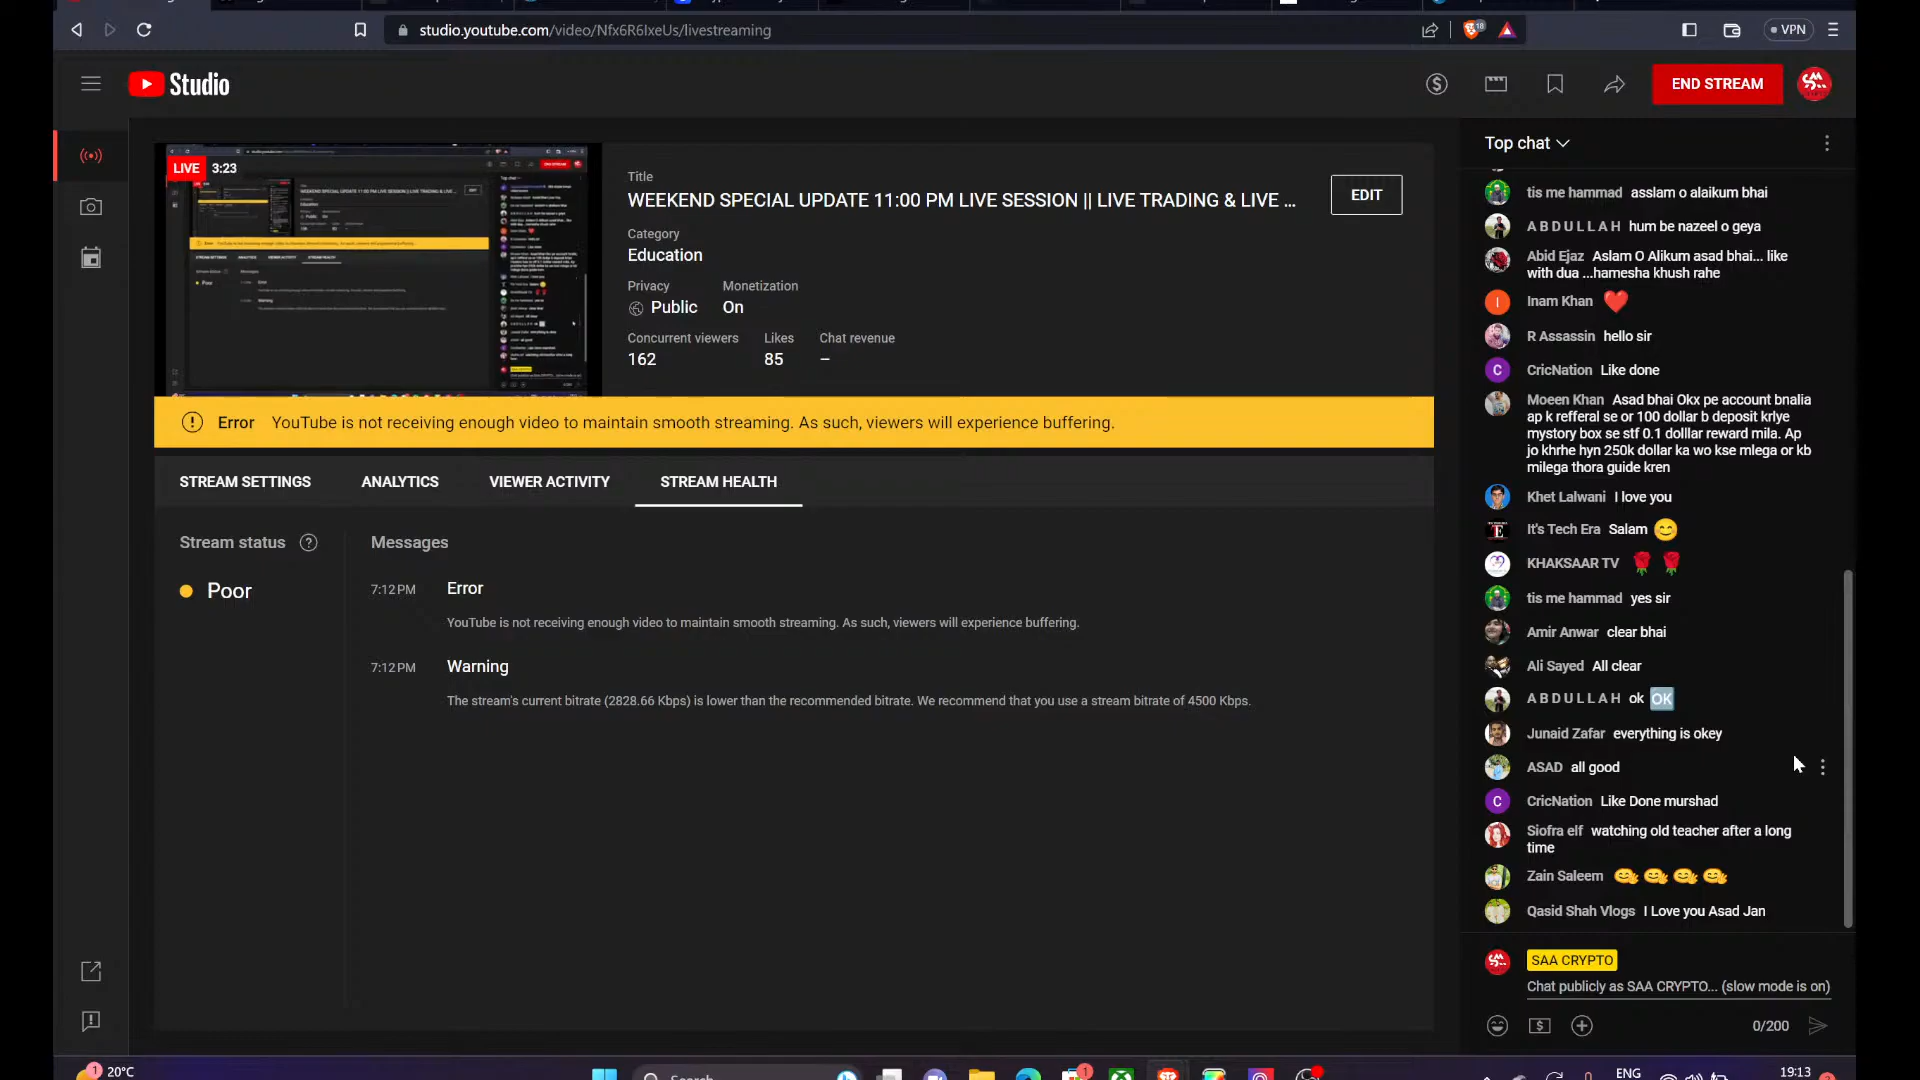 studio.youtube.com/video/Nfx6R6IxeUs/livestreaming
18
VPN
Studio
END STREAM
LIVE 3:23
Title
WEEKEND SPECIAL UPDATE 11:00 PM LIVE SESSION || LIVE TRADING & LIVE ...
EDIT
Category
Education
Privacy
Monetization
Public
On
Concurrent viewers
Likes
Chat revenue
162
85
–
Error YouTube is not receiving enough video to maintain smooth streaming. As such, viewers will experience buffering.
STREAM SETTINGS
ANALYTICS
VIEWER ACTIVITY
STREAM HEALTH
Stream status
Messages
Poor
7:12 PM
Error
YouTube is not receiving enough video to maintain smooth streaming. As such, viewers will experience buffering.
7:12 PM
Warning
The stream's current bitrate (2828.66 Kbps) is lower than the recommended bitrate. We recommend that you use a stream bitrate of 4500 Kbps.
Top chat
tis me hammad asslam o alaikum bhai
A B D U L L A H hum be nazeel o geya
Abid Ejaz Aslam O Alikum asad bhai... like
with dua ...hamesha khush rahe
I Inam Khan ❤️
R Assassin hello sir
C CricNation Like done
Moeen Khan Asad bhai Okx pe account bnalia
ap k refferal se or 100 dollar b deposit krlye
mystory box se stf 0.1 dolllar reward mila. Ap
jo khrhe hyn 250k dollar ka wo kse mlega or kb
milega thora guide kren
Khet Lalwani I love you
It's Tech Era Salam 😊
KHAKSAAR TV 🌹 🌹
tis me hammad yes sir
Amir Anwar clear bhai
Ali Sayed All clear
A B D U L L A H ok 🆗
Junaid Zafar everything is okey
ASAD all good
C CricNation Like Done murshad
Siofra elf watching old teacher after a long
time
Zain Saleem
Qasid Shah Vlogs I Love you Asad Jan
SAA CRYPTO
Chat publicly as SAA CRYPTO... (slow mode is on)
0/200
1
20°C
Search
1
ENG
19:13